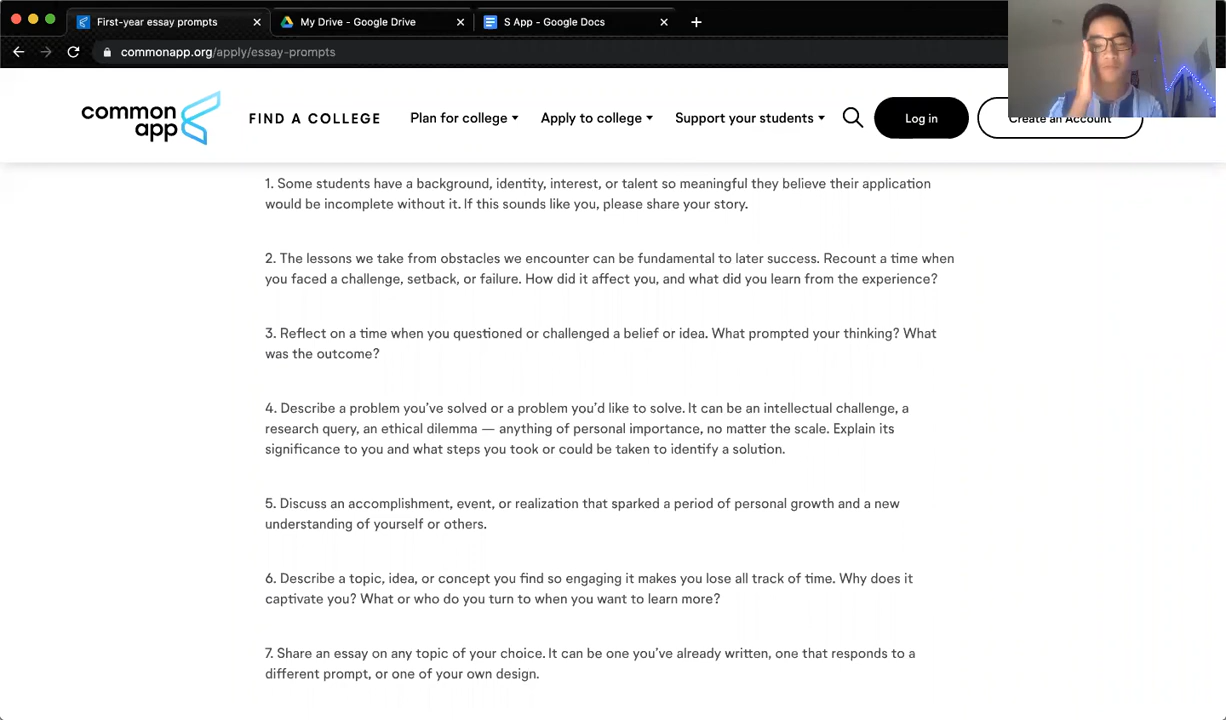 First-year essay prompts
My Drive - Google Drive
S App - Google Docs
commonapp.org/apply/essay-prompts
common
app
FIND A COLLEGE
Plan for college
Apply to college
Support your students
Log in
Create an Account
1. Some students have a background, identity, interest, or talent so meaningful they believe their application
would be incomplete without it. If this sounds like you, please share your story.
2. The lessons we take from obstacles we encounter can be fundamental to later success. Recount a time when
you faced a challenge, setback, or failure. How did it affect you, and what did you learn from the experience?
3. Reflect on a time when you questioned or challenged a belief or idea. What prompted your thinking? What
was the outcome?
4. Describe a problem you’ve solved or a problem you’d like to solve. It can be an intellectual challenge, a
research query, an ethical dilemma — anything of personal importance, no matter the scale. Explain its
significance to you and what steps you took or could be taken to identify a solution.
5. Discuss an accomplishment, event, or realization that sparked a period of personal growth and a new
understanding of yourself or others.
6. Describe a topic, idea, or concept you find so engaging it makes you lose all track of time. Why does it
captivate you? What or who do you turn to when you want to learn more?
7. Share an essay on any topic of your choice. It can be one you’ve already written, one that responds to a
different prompt, or one of your own design.